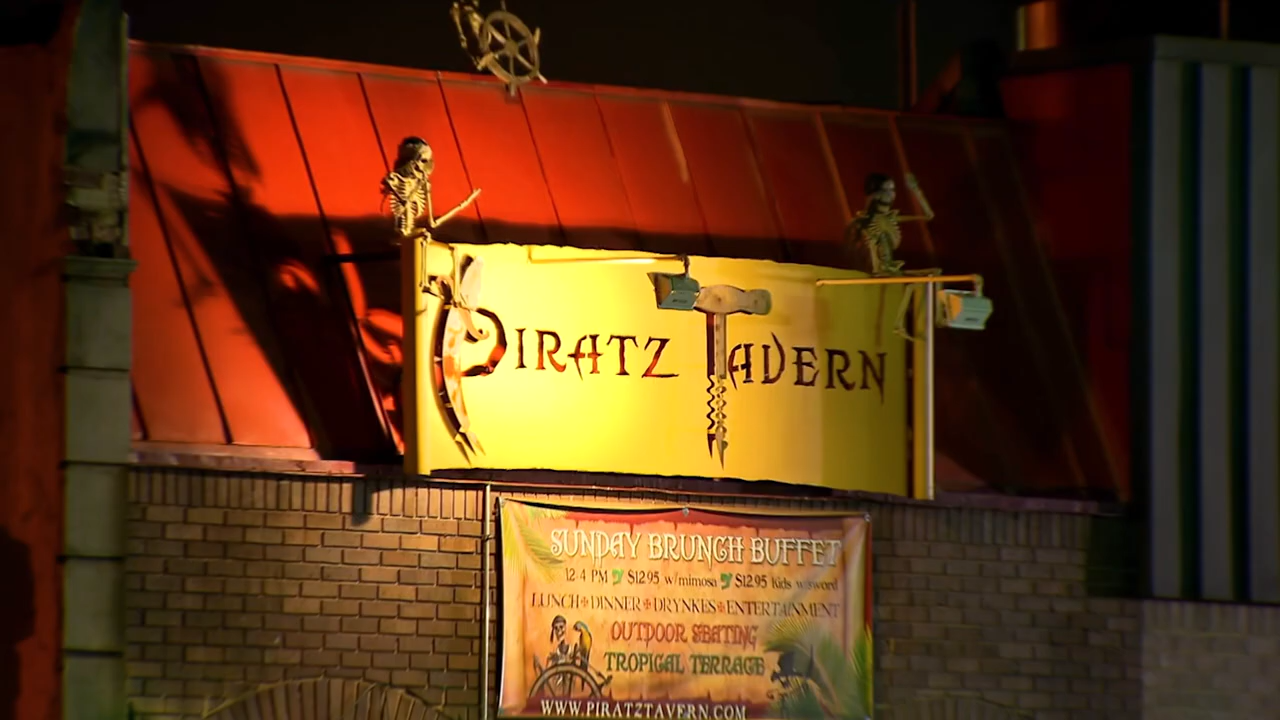 PIRATZ TAVERN
SUNDAY BRUNCH BUFFET
12-4 PM $12.95 w/mimosa $12.95 Kids w/sword
LUNCH DINNER DRYNKES ENTERTAINMENT
OUTDOOR SEATING
TROPICAL TERRACE
WWW.PIRATZTAVERN.COM